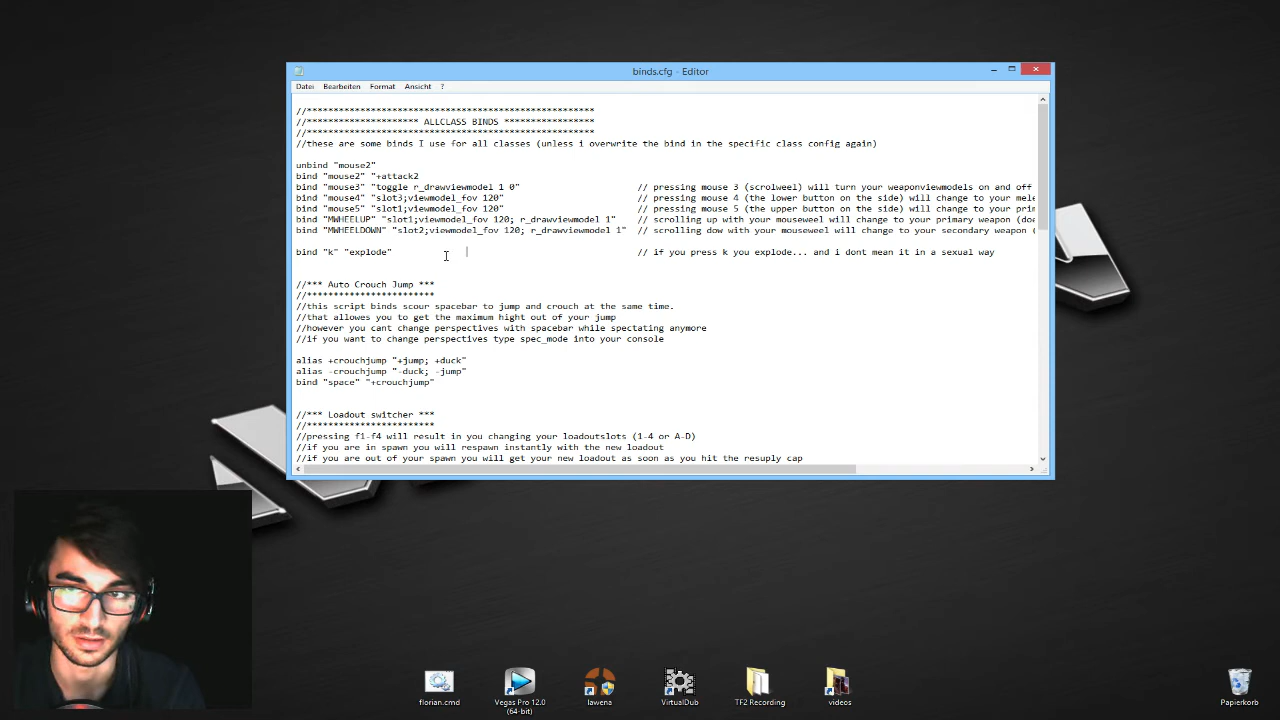 binds.cfg - Editor
Datei Bearbeiten Format Ansicht ?
//******************************************************
//********************* ALLCLASS BINDS *****************
//******************************************************
//these are some binds I use for all classes (unless i overwrite the bind in the specific class config again)
unbind "mouse2"
bind "mouse2" "+attack2
bind "mouse3" "toggle r_drawviewmodel 1 0" // pressing mouse 3 (scrolweel) will turn your weaponviewmodels on and off
bind "mouse4" "slot3;viewmodel_fov 120" // pressing mouse 4 (the lower button on the side) will change to your mele
bind "mouse5" "slot1;viewmodel_fov 120" // pressing mouse 5 (the upper button on the side) will change to your prim
bind "MWHEELUP" "slot1;viewmodel_fov 120; r_drawviewmodel 1" // scrolling up with your mouseweel will change to your primary weapon (doe
bind "MWHEELDOWN" "slot2;viewmodel_fov 120; r_drawviewmodel 1" // scrolling dow with your mouseweel will change to your secondary weapon (
bind "k" "explode" // if you press k you explode... and i dont mean it in a sexual way
//*** Auto Crouch Jump ***
//************************
//this script binds scour spacebar to jump and crouch at the same time.
//that allowes you to get the maximum hight out of your jump
//however you cant change perspectives with spacebar while spectating anymore
//if you want to change perspectives type spec_mode into your console
alias +crouchjump "+jump; +duck"
alias -crouchjump "-duck; -jump"
bind "space" "+crouchjump"
//*** Loadout switcher ***
//************************
//pressing f1-f4 will result in you changing your loadoutslots (1-4 or A-D)
//if you are in spawn you will respawn instantly with the new loadout
//if you are out of your spawn you will get your new loadout as soon as you hit the resuply cap
florian.cmd
Vegas Pro 12.0
(64-bit)
lawena
VirtualDub
TF2 Recording
videos
Papierkorb